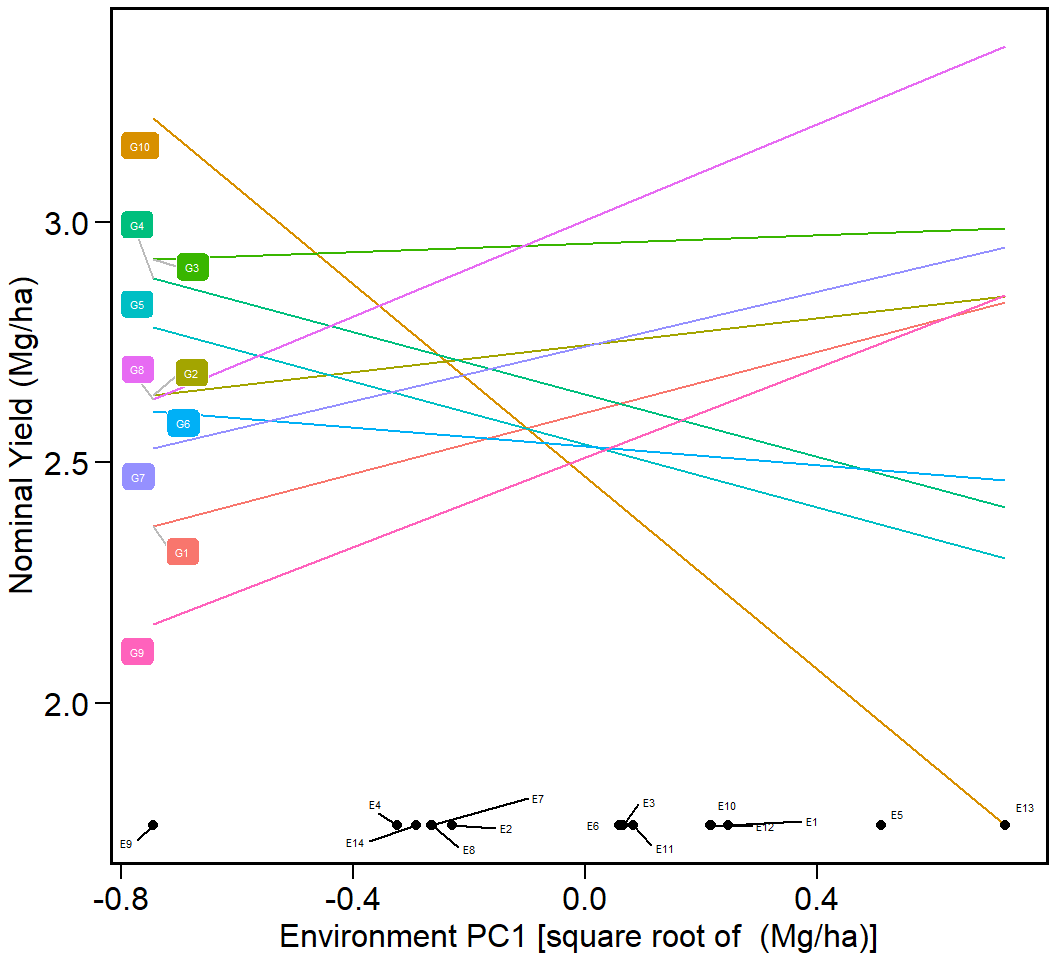 G10
G4
3.0
G3
G5
G8
G2
G6
2.5
G7
G1
G9
2.0
Nominal Yield (Mg/ha)
E7
E4
E3
E10
E13
E5
E1
E6
E12
E2
E14
E9
E8
E11
-0.8
-0.4
0.0
0.4
Environment PC1 [square root of  (Mg/ha)]